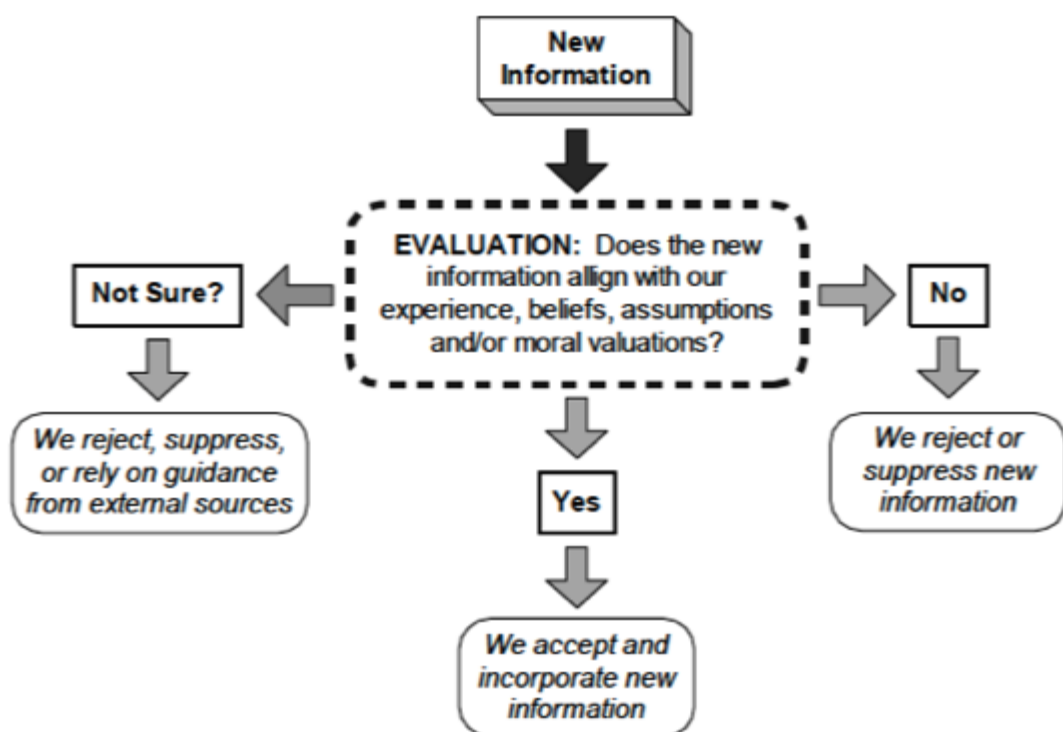 New
Information
EVALUATION: Does the new
information allign with our
experience, beliefs, assumptions
and/or moral valuations?
Not Sure?
No
We reject, suppress,
or rely on guidance
from external sources
Yes
We reject or
suppress new
information
We accept and
incorporate new
information